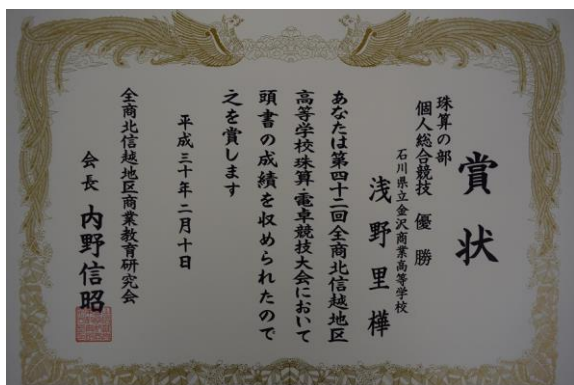 賞状
珠算の部
個人総合競技 優勝
石川県立金沢商業高等学校
浅野里樺
あなたは第四十二回全商北信越地区
高等学校珠算・電卓競技大会において
頭書の成績を収められたので
之を賞します
平成三十年二月十日
全商北信越地区商業教育研究会
会長 内野信昭